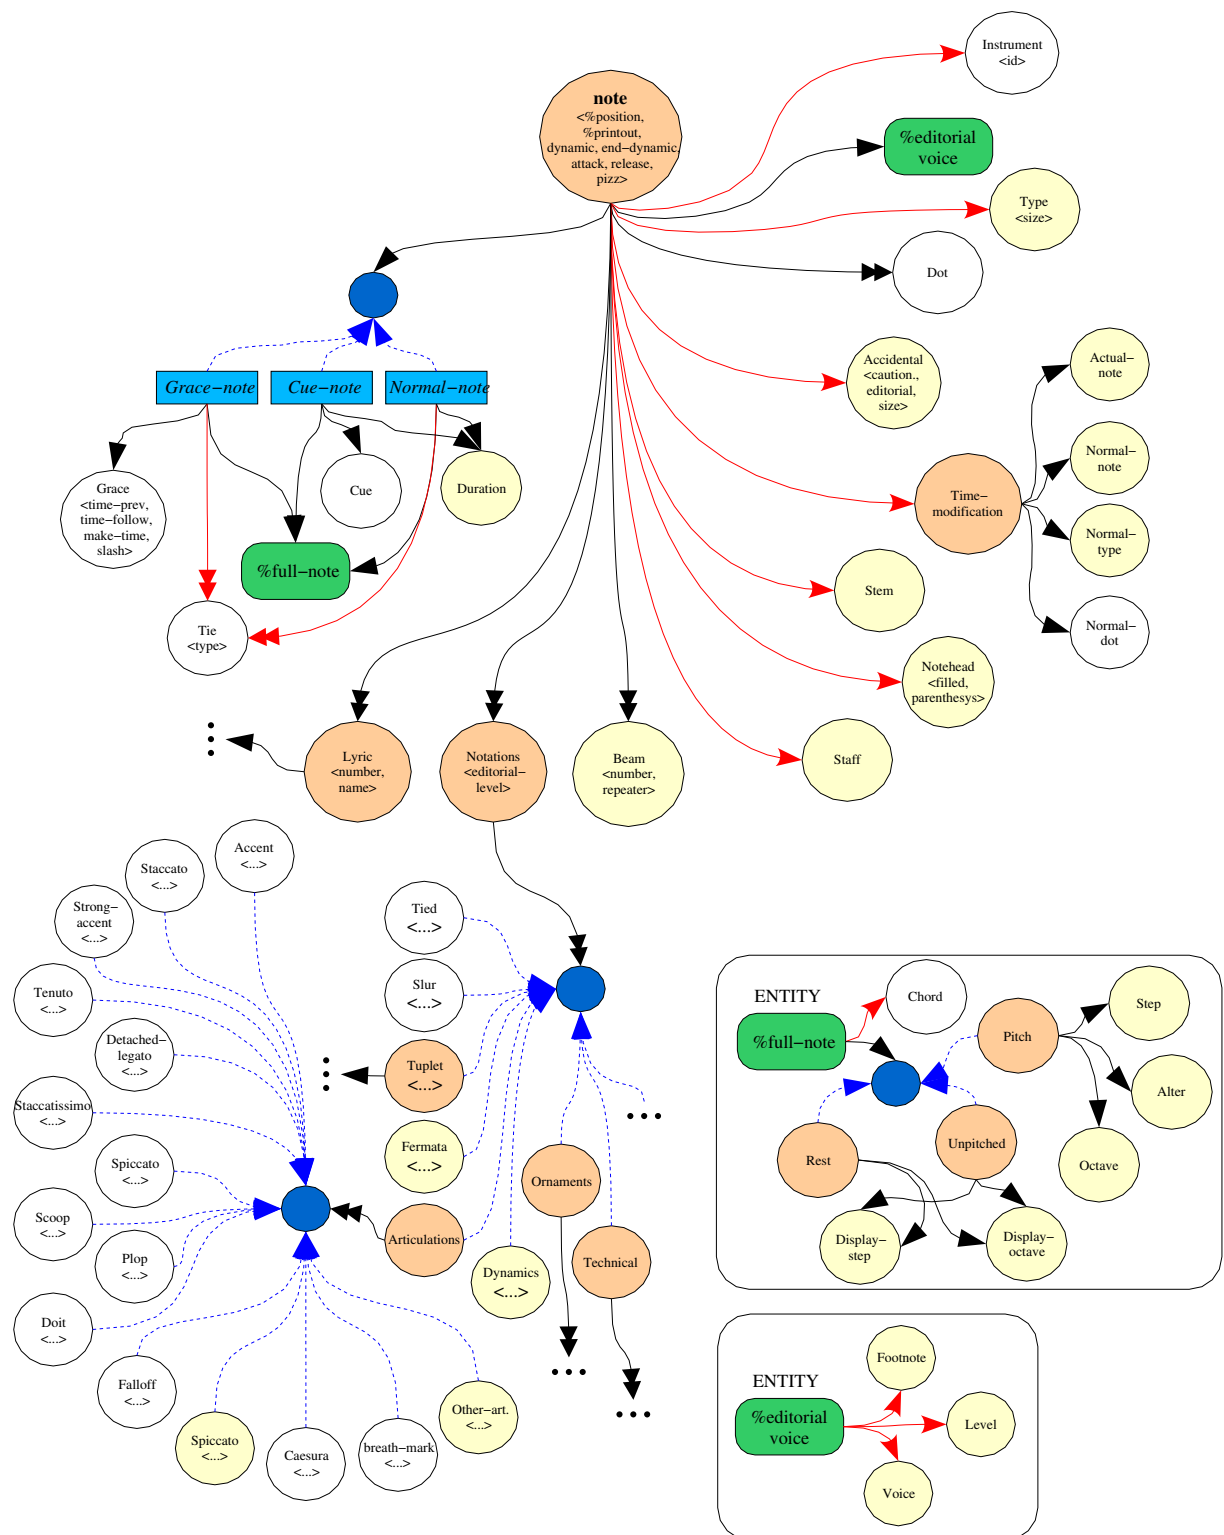 Instrument
<id>
note
<%position,
%printout,
dynamic, end−dynamic,
attack, release,
pizz>
%editorial
voice
Type
<size>
Dot
Accidental
<caution.,
editorial,
size>
Actual−
note
Grace−note
Cue−note
Normal−note
Normal−
note
Grace
<time−prev,
time−follow,
make−time,
slash>
Cue
Duration
Time−
modification
Normal−
type
%full−note
Stem
Tie
<type>
Normal−
dot
Notehead
<filled,
parenthesys>
Lyric
<number,
name>
Notations
<editorial−
level>
Beam
<number,
repeater>
Staff
Accent
<...>
Staccato
<...>
Strong−
accent
<...>
Tied
<...>
Tenuto
<...>
Slur
<...>
Detached−
legato
<...>
Tuplet
<...>
Staccatissimo
<...>
Fermata
<...>
Spiccato
<...>
Ornaments
Scoop
<...>
Articulations
Plop
<...>
Dynamics
<...>
Technical
Doit
<...>
Falloff
<...>
Spiccato
<...>
Caesura
<...>
breath−mark
<...>
Other−art.
<...>
ENTITY
%full−note
Chord
Pitch
Step
Alter
Octave
Rest
Unpitched
Display−
step
Display−
octave
ENTITY
%editorial
voice
Footnote
Level
Voice